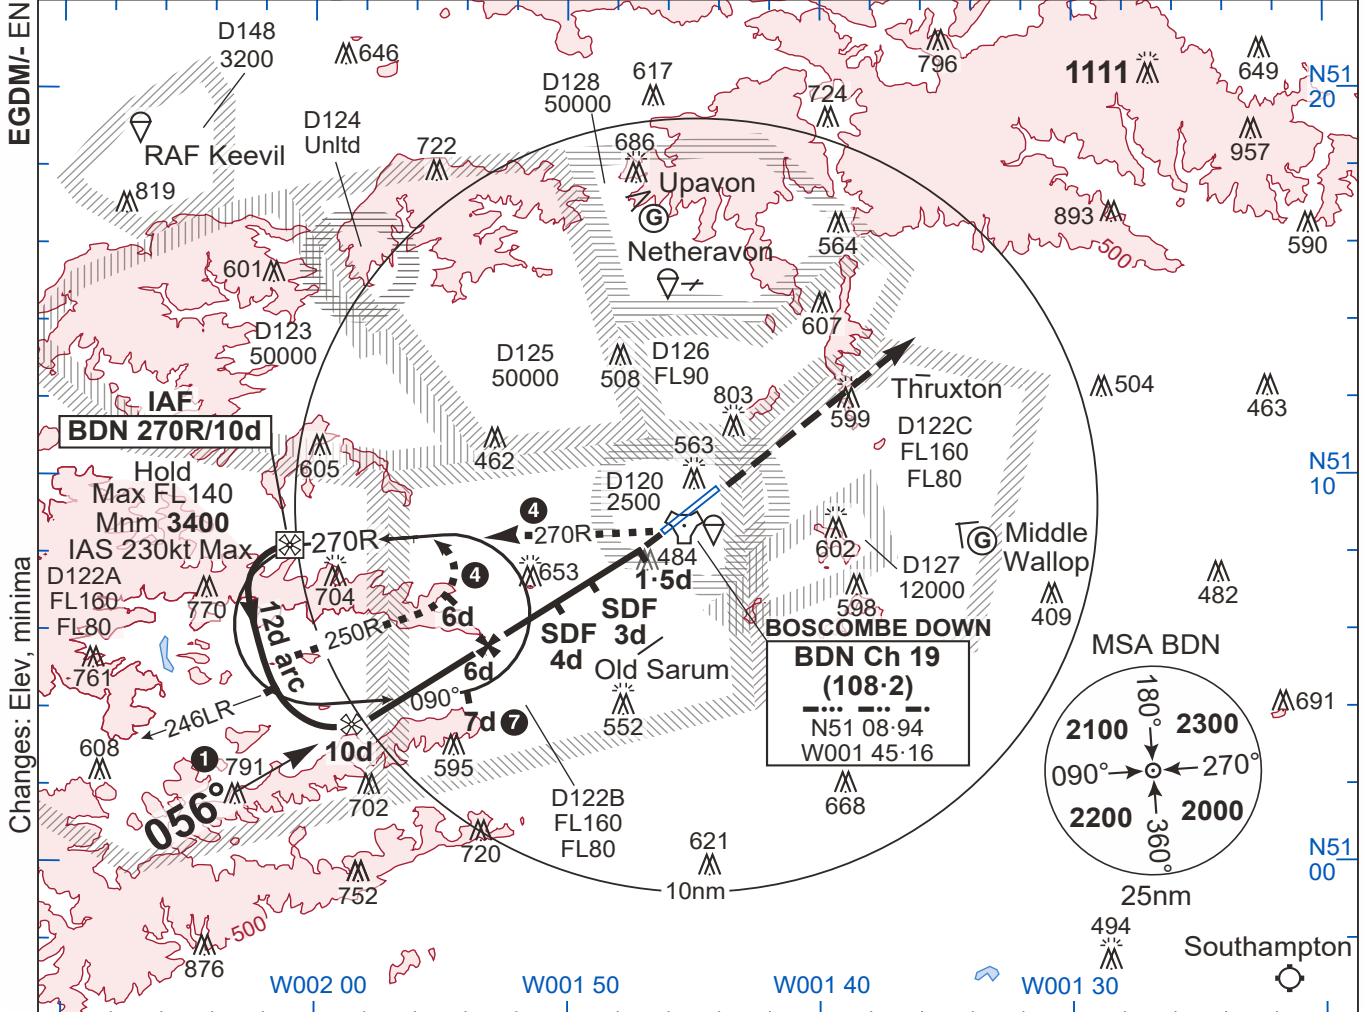 EGDM/- EN
Changes: Elev, minima
D148
3200
646
D124
Unltd
722
RAF Keevil
819
D128
50000
617
686
Upavon
G
Netheravon
796
724
1111
649
N51
20
957
893
500
590
564
601
D123
50000
607
D125
50000
508
D126
FL90
803
Thruxton
599
504
463
IAF
BDN 270R/10d
605
462
563
D122C
FL160
FL80
N51
10
Hold
Max FL140
Mnm 3400
IAS 230kt Max
D120
2500
4
270R
270R
484
602
G
Middle
Wallop
D122A
FL160
FL80
770
704
4
653
1·5d
D127
12000
598
409
482
12d arc
250R
6d
SDF
3d
SDF
4d
BOSCOMBE DOWN
BDN Ch 19
(108·2)
N51 08·94
W001 45·16
MSA BDN
761
6d
Old Sarum
090°
7d
7
552
246LR
10d
691
180°
2100
2300
090°
270°
2200
2000
360°
25nm
608
1
791
056°
595
702
D122B
FL160
FL80
668
720
621
10nm
752
N51
00
500
876
494
Southampton
W002 00
W001 50
W001 40
W001 30